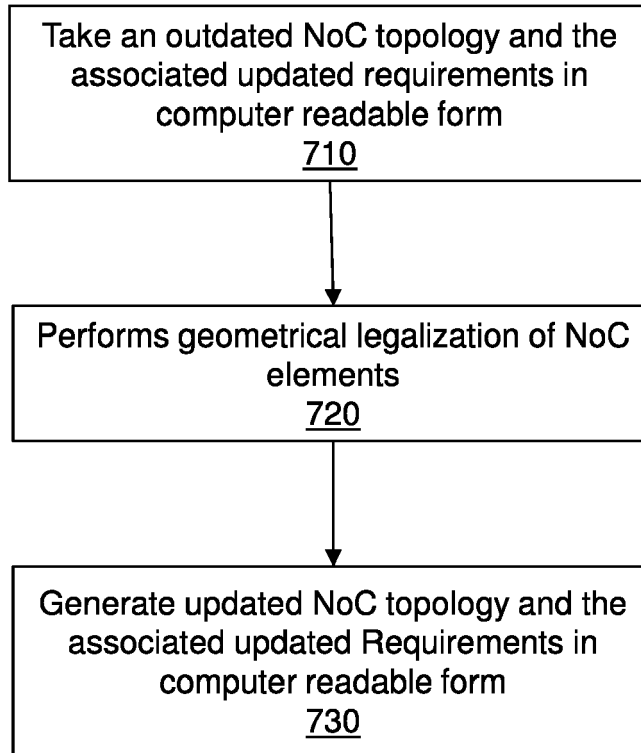 Take an outdated NoC topology and the
associated updated requirements in
computer readable form
710
Performs geometrical legalization of NoC
elements
720
Generate updated NoC topology and the
associated updated Requirements in
computer readable form
730